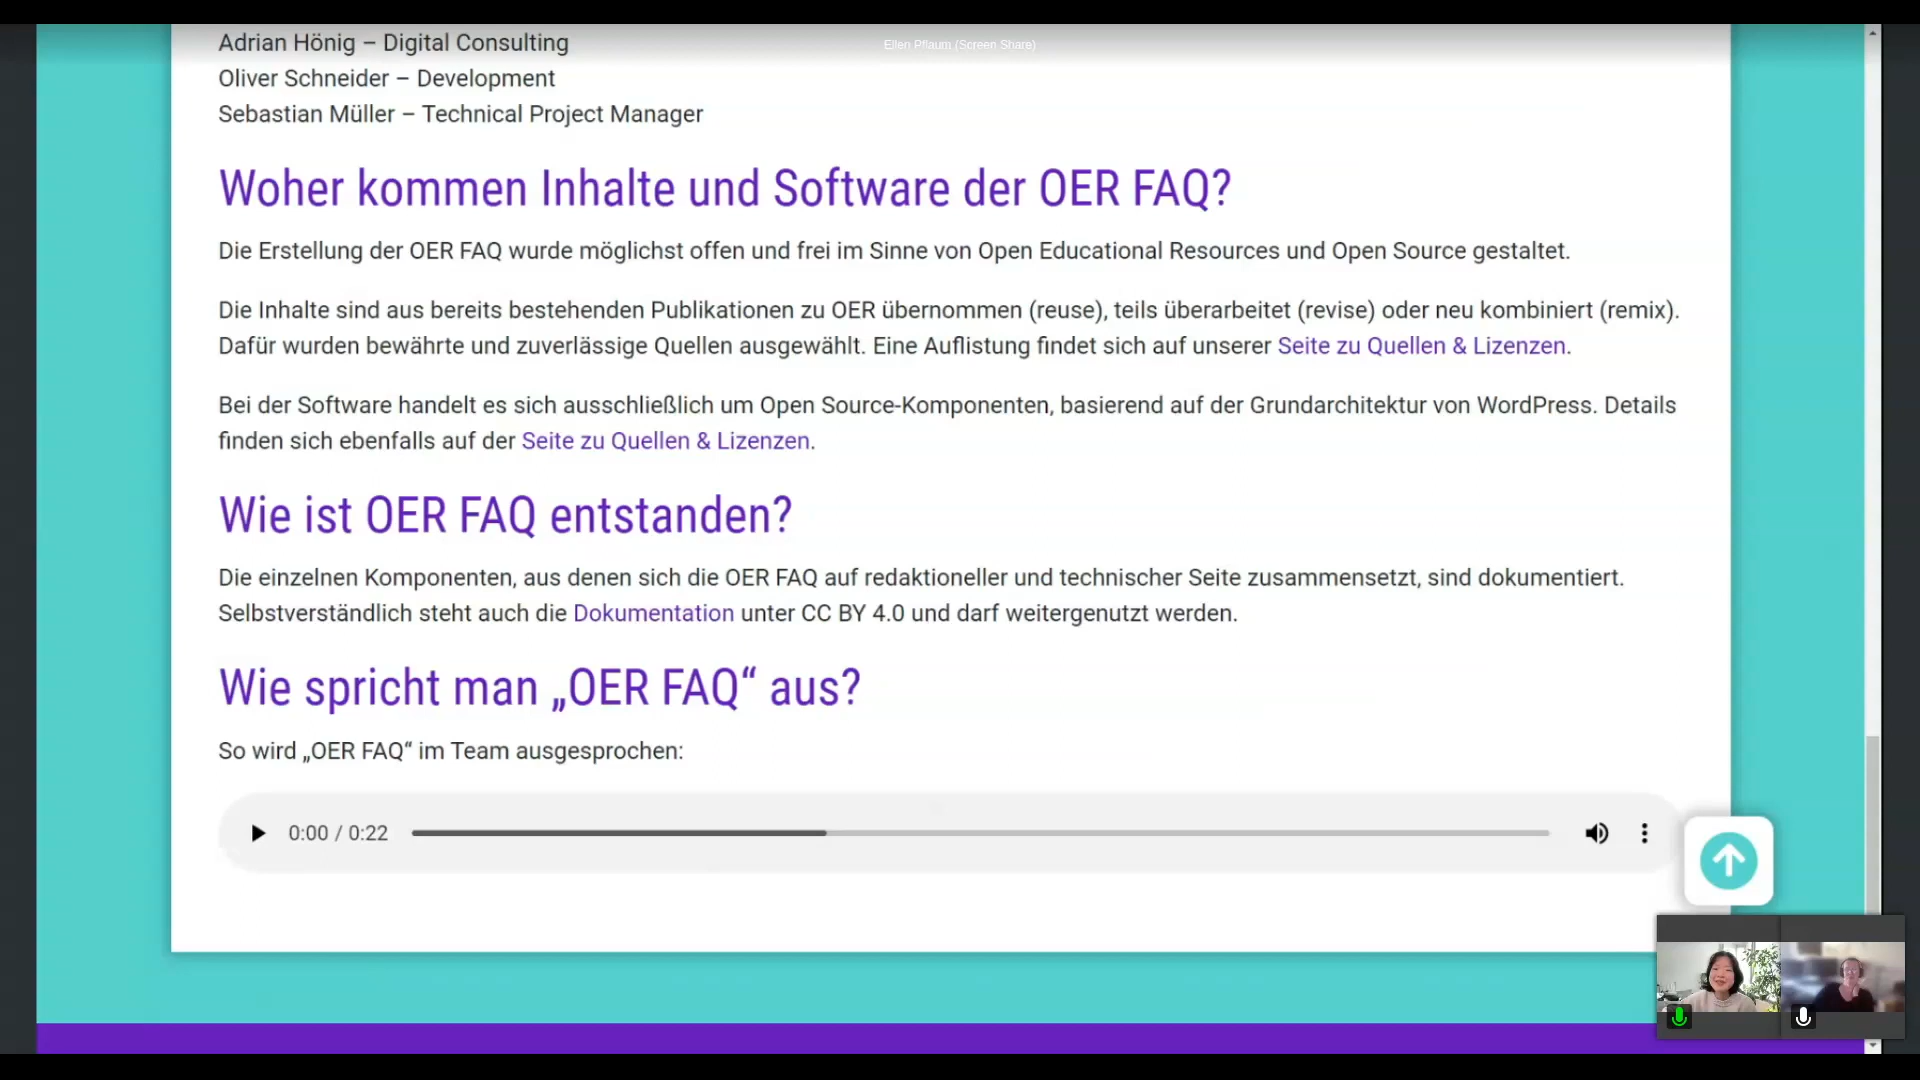 Ellen Pflaum (Screen Share)
Adrian Hönig – Digital Consulting
Oliver Schneider – Development
Sebastian Müller – Technical Project Manager
Woher kommen Inhalte und Software der OER FAQ?
Die Erstellung der OER FAQ wurde möglichst offen und frei im Sinne von Open Educational Resources und Open Source gestaltet.
Die Inhalte sind aus bereits bestehenden Publikationen zu OER übernommen (reuse), teils überarbeitet (revise) oder neu kombiniert (remix).
Dafür wurden bewährte und zuverlässige Quellen ausgewählt. Eine Auflistung findet sich auf unserer Seite zu Quellen & Lizenzen.
Bei der Software handelt es sich ausschließlich um Open Source-Komponenten, basierend auf der Grundarchitektur von WordPress. Details
finden sich ebenfalls auf der Seite zu Quellen & Lizenzen.
Wie ist OER FAQ entstanden?
Die einzelnen Komponenten, aus denen sich die OER FAQ auf redaktioneller und technischer Seite zusammensetzt, sind dokumentiert.
Selbstverständlich steht auch die Dokumentation unter CC BY 4.0 und darf weitergenutzt werden.
Wie spricht man „OER FAQ“ aus?
So wird „OER FAQ“ im Team ausgesprochen:
0:00 / 0:22